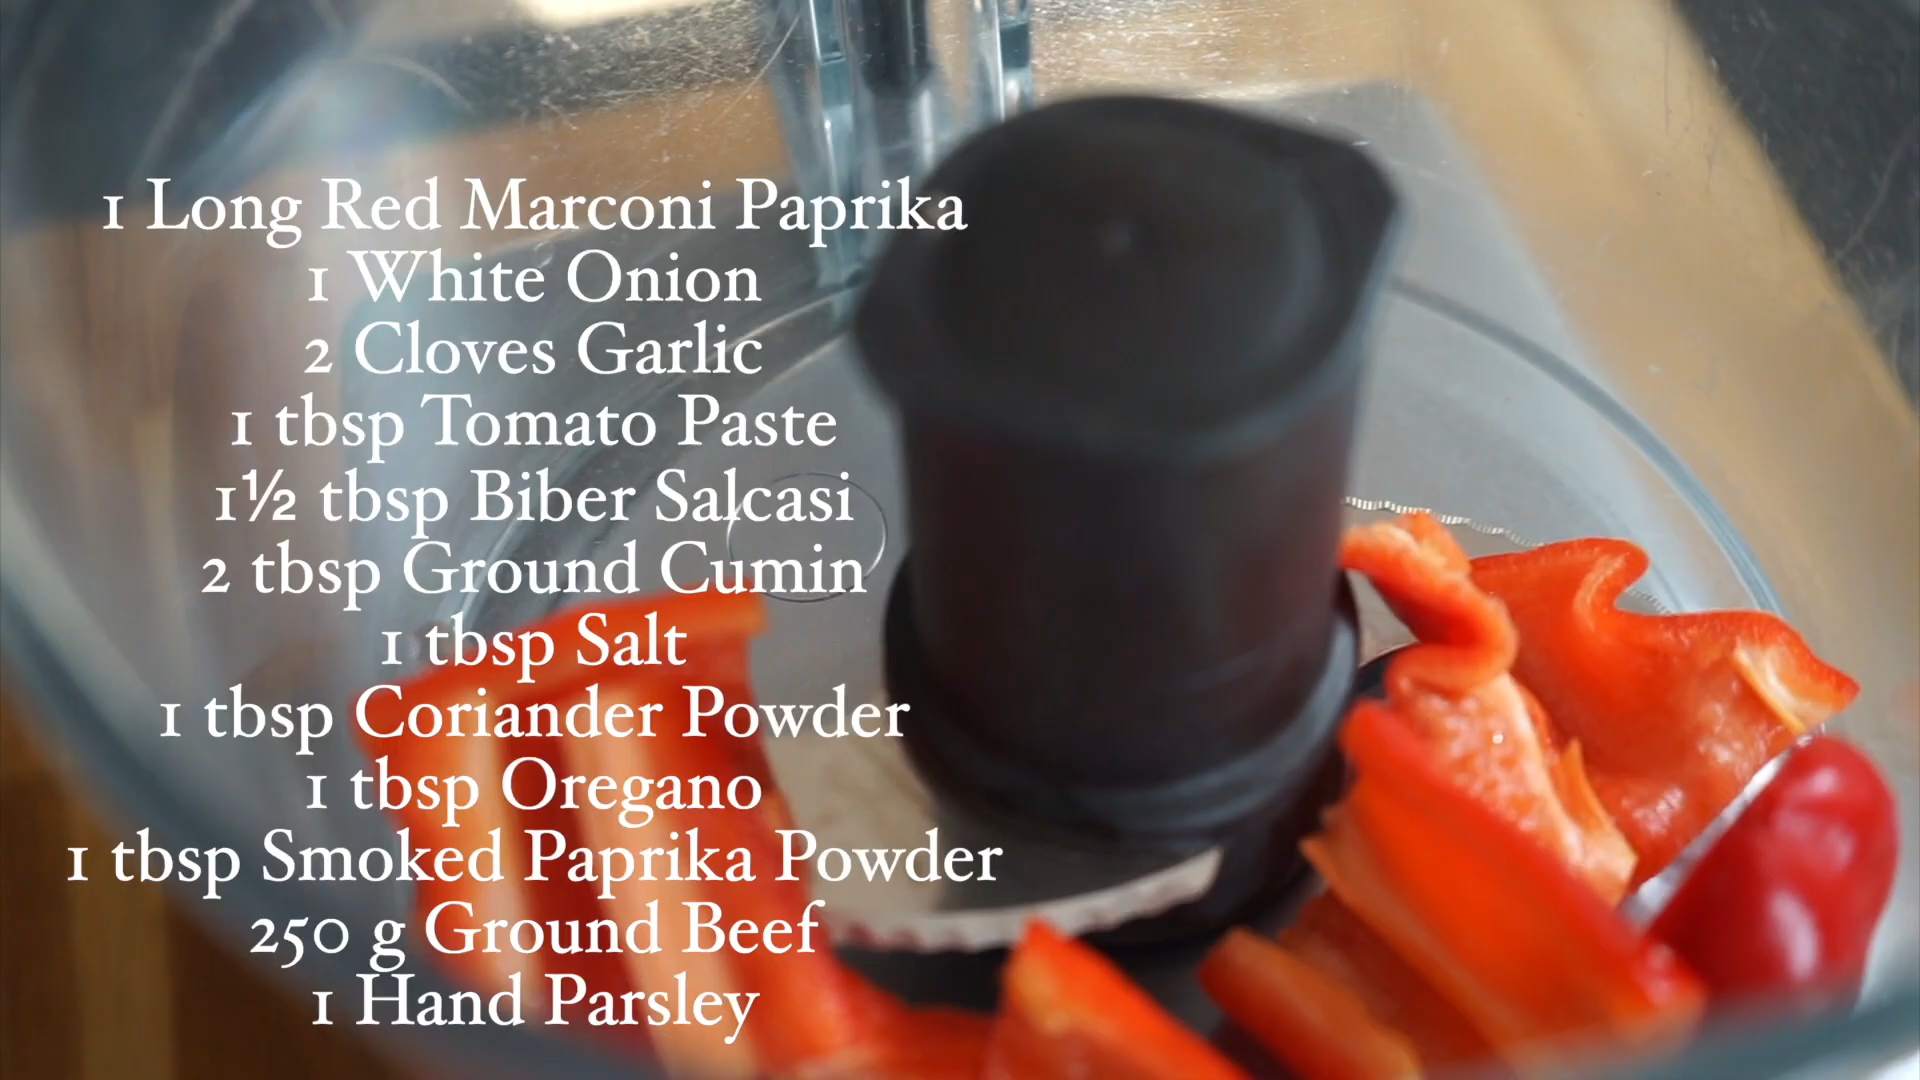 1 Long Red Marconi Paprika
1 White Onion
2 Cloves Garlic
1 tbsp Tomato Paste
1½ tbsp Biber Salcasi
2 tbsp Ground Cumin
1 tbsp Salt
1 tbsp Coriander Powder
1 tbsp Oregano
1 tbsp Smoked Paprika Powder
250 g Ground Beef
1 Hand Parsley